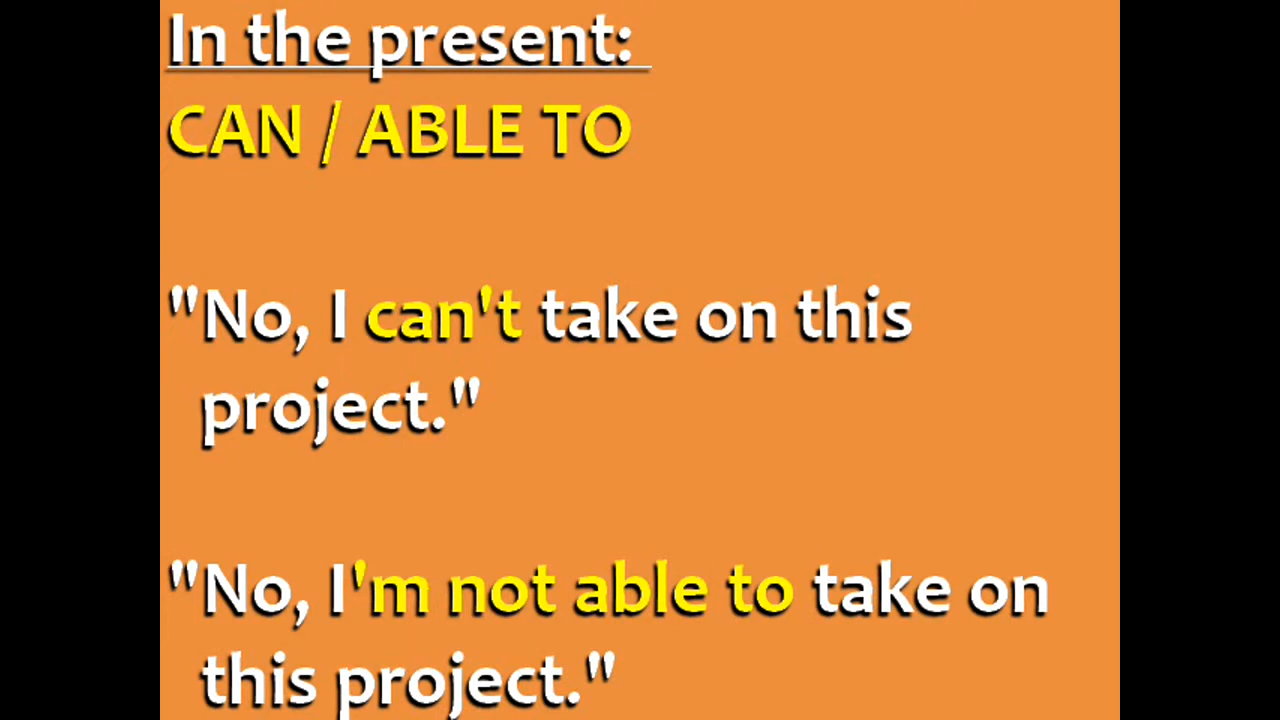 In the present:
CAN / ABLE TO
"No, I can't take on this
project."
"No, I'm not able to take on
this project."